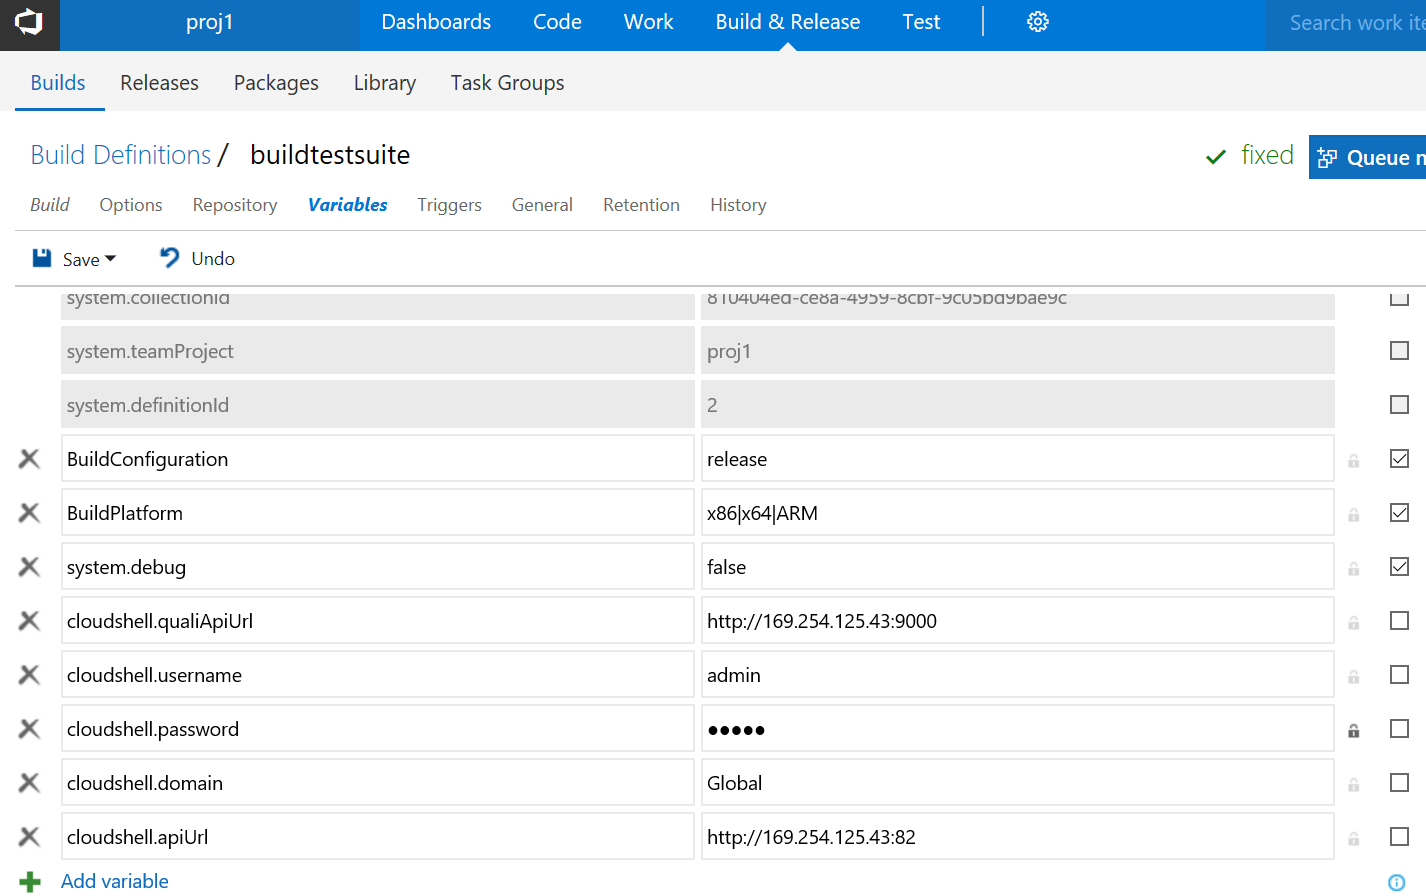 proj1 Dashboards Code Work Build & Release Test Search work ite
Builds Releases Packages Library Task Groups
Build Definitions / buildtestsuite fixed Queue n
Build Options Repository Variables Triggers General Retention History
Save Undo
system.collectionId 810404ed-ce8a-4959-8cbf-9c05bd9bae9c
system.teamProject proj1
system.definitionId 2
BuildConfiguration release
BuildPlatform x86|x64|ARM
system.debug false
cloudshell.qualiApiUrl http://169.254.125.43:9000
cloudshell.username admin
cloudshell.password ●●●●●
cloudshell.domain Global
cloudshell.apiUrl http://169.254.125.43:82
Add variable